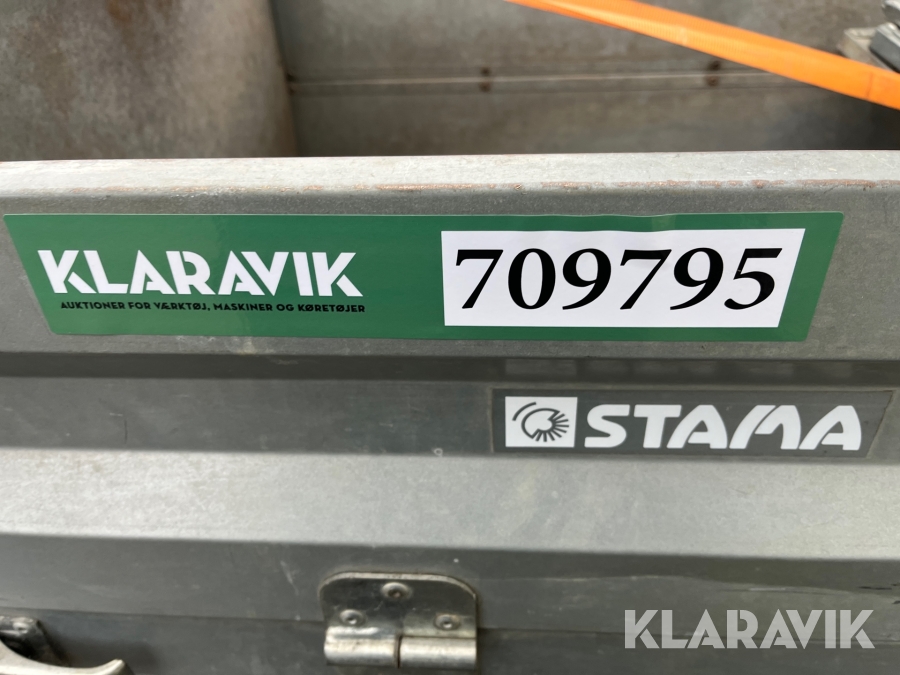 KLARAVIK
AUKTIONER FOR VÆRKTØJ, MASKINER OG KØRETØJER
709795
STAMA
KLARAVIK